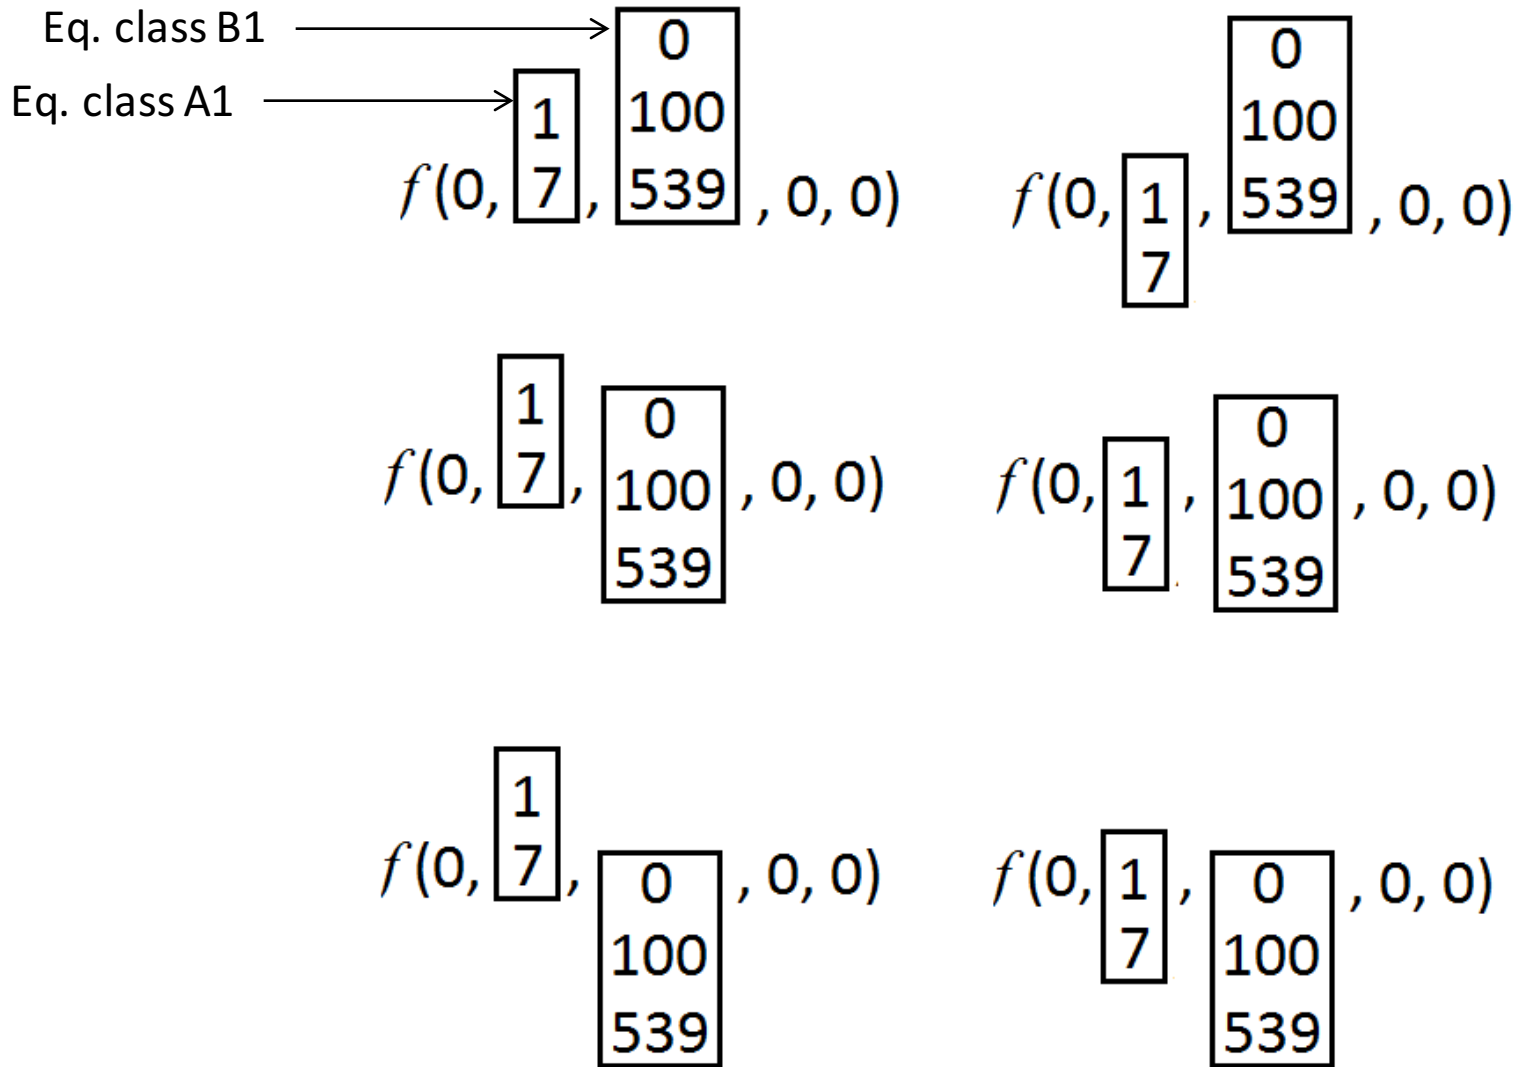 Eq. class B1
Eq. class A1
0
100
1
f(0, 7, 539, 0, 0)
0
100
f(0, 1, 539, 0, 0)
7
1
0
f(0, 7, 100, 0, 0)
539
0
f(0, 1, 100, 0, 0)
7
539
1
f(0, 7, 0, 0, 0)
100
539
f(0, 1, 0, 0, 0)
7
100
539